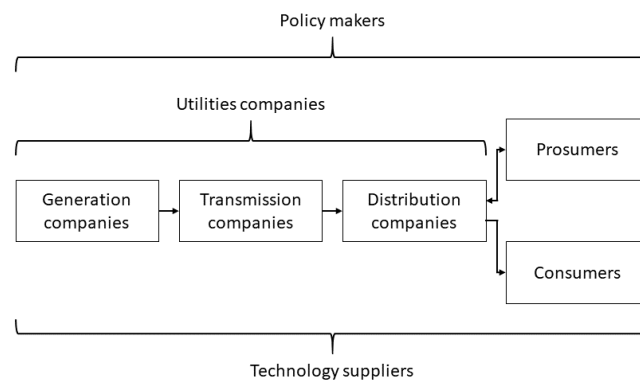 Policy makers
Utilities companies
Prosumers
Generation
companies
Transmission
companies
Distribution
companies
Consumers
Technology suppliers